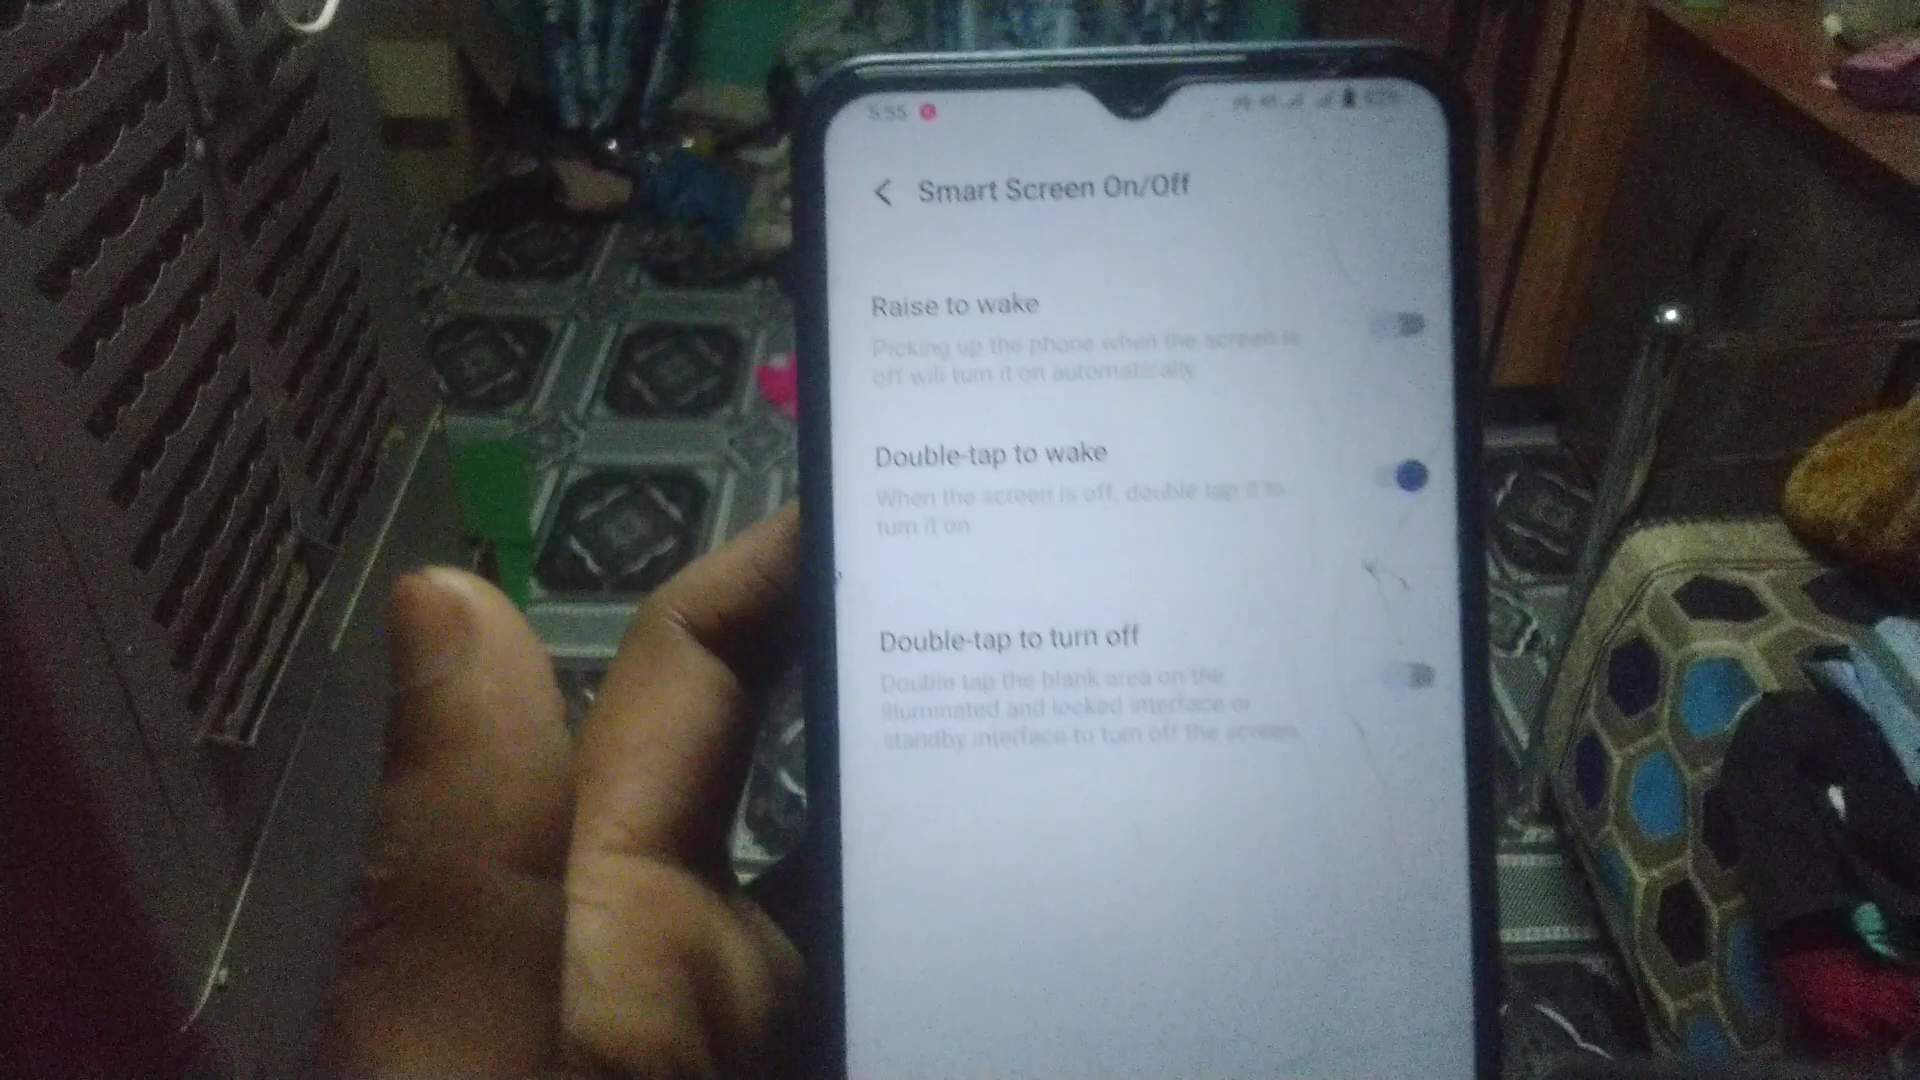 5:55
Smart Screen On/Off
Raise to wake
Picking up the phone when the screen is
off will turn it on automatically
Double-tap to wake
When the screen is off, double tap it to
turn it on
Double-tap to turn off
Double tap the blank area on the
illuminated and locked interface or
standby interface to turn off the screen